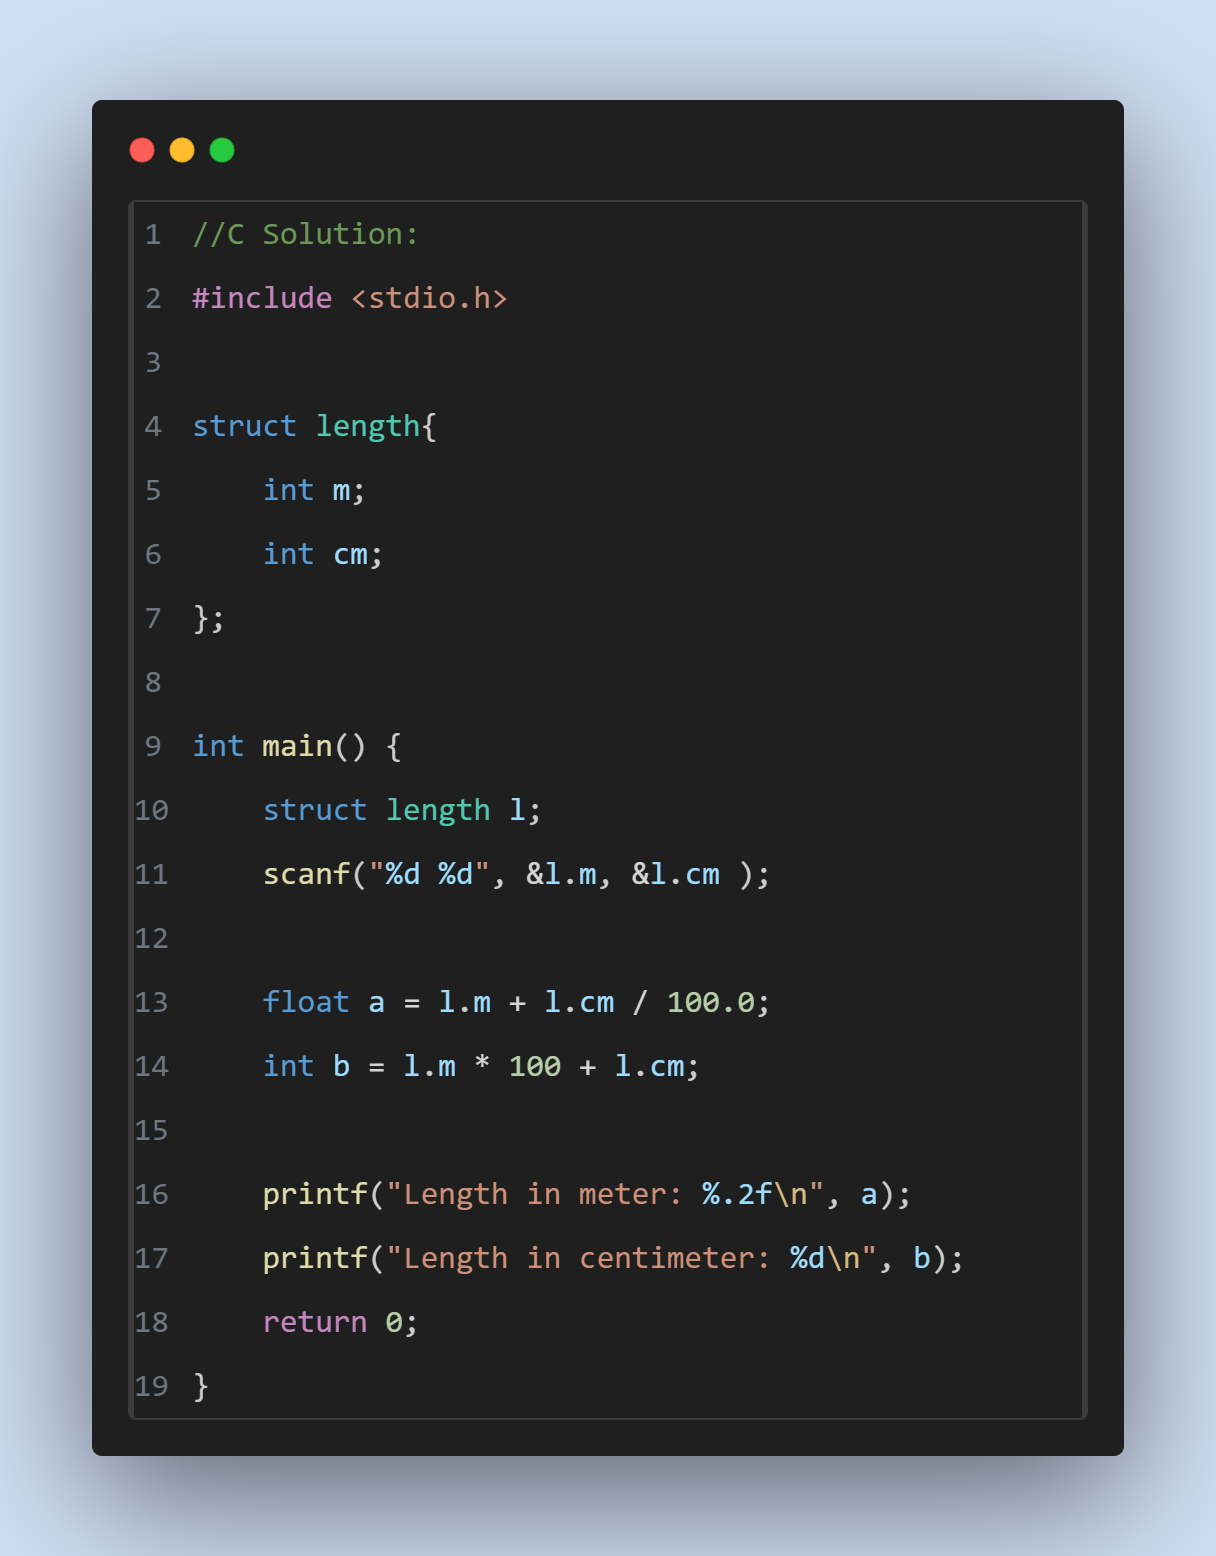 1 //C Solution:
2 #include <stdio.h>
3
4 struct length{
5     int m;
6     int cm;
7 };
8
9 int main() {
10     struct length l;
11     scanf("%d %d", &l.m, &l.cm );
12
13     float a = l.m + l.cm / 100.0;
14     int b = l.m * 100 + l.cm;
15
16     printf("Length in meter: %.2f\n", a);
17     printf("Length in centimeter: %d\n", b);
18     return 0;
19 }